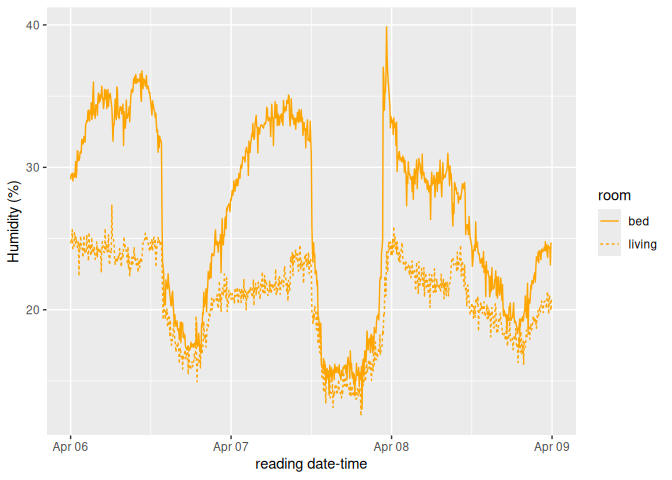 40
30
20
Humidity (%)
Apr 06
Apr 07
Apr 08
Apr 09
reading date-time
room
bed
living